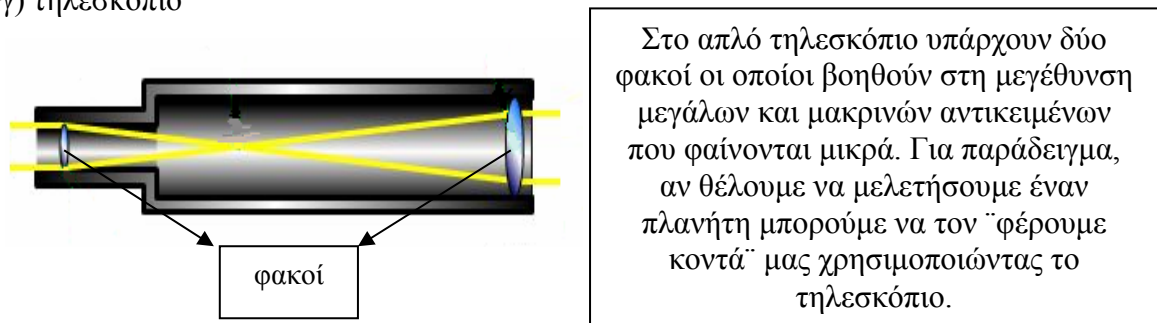 γ) τηλεσκόπιο
Στο απλό τηλεσκόπιο υπάρχουν δύο
φακοί οι οποίοι βοηθούν στη μεγέθυνση
μεγάλων και μακρινών αντικειμένων
που φαίνονται μικρά. Για παράδειγμα,
αν θέλουμε να μελετήσουμε έναν
πλανήτη μπορούμε να τον ¨φέρουμε
κοντά¨ μας χρησιμοποιώντας το
τηλεσκόπιο.
φακοί